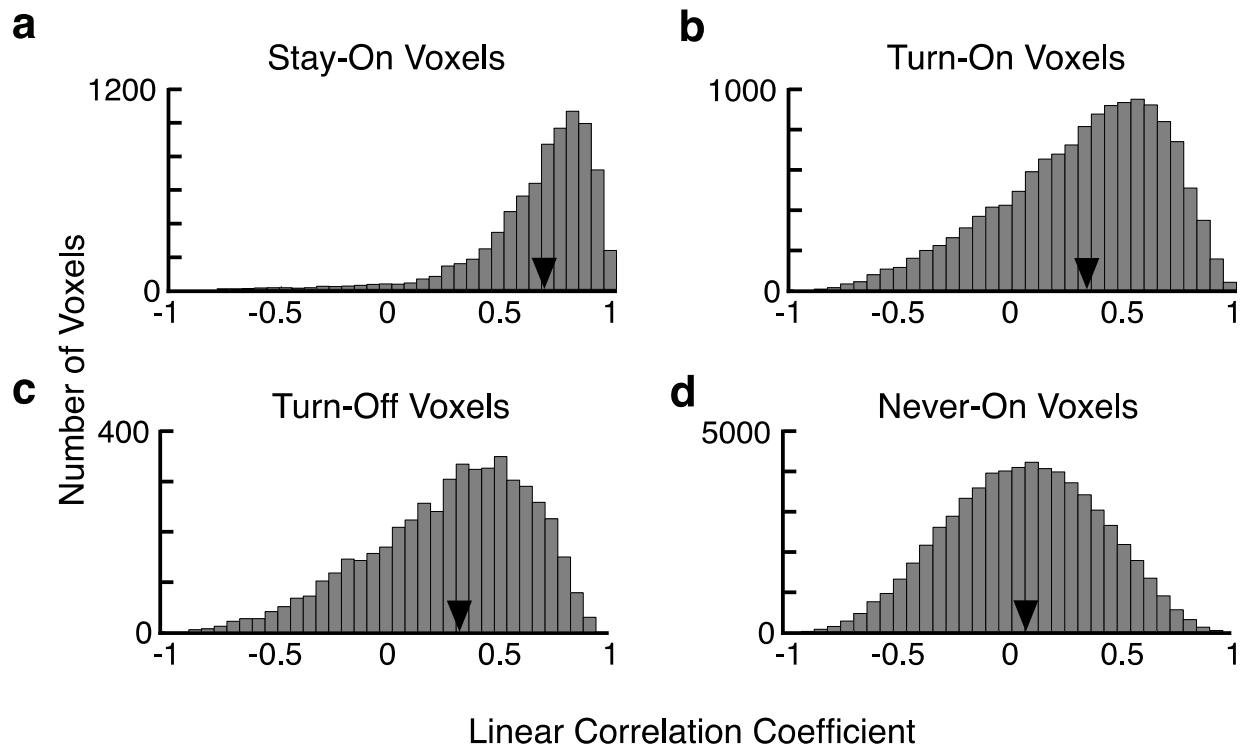 a
Stay-On Voxels
1200
0
-1 -0.5 0 0.5 1
b
Turn-On Voxels
1000
0
-1 -0.5 0 0.5 1
Number of Voxels
c
Turn-Off Voxels
400
0
-1 -0.5 0 0.5 1
d
Never-On Voxels
5000
0
-1 -0.5 0 0.5 1
Linear Correlation Coefficient